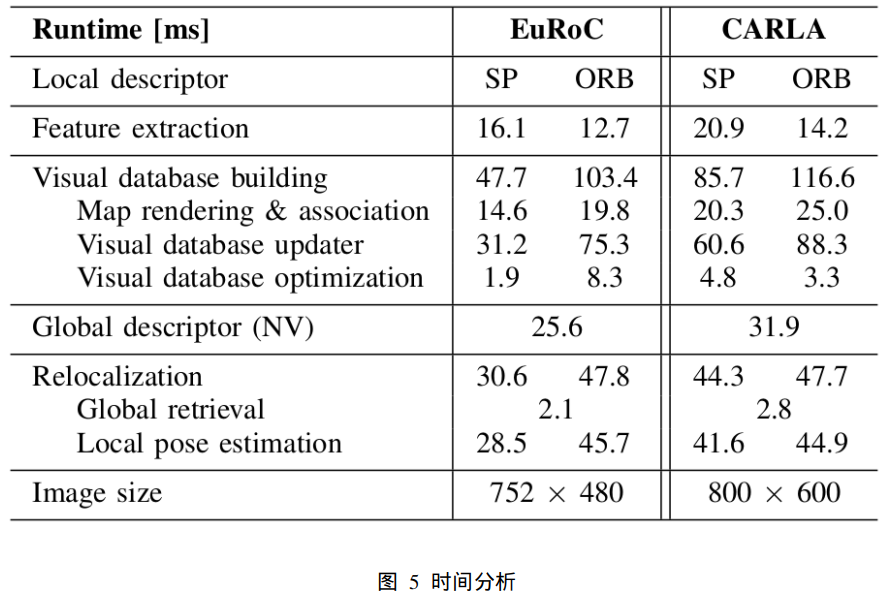 Runtime [ms] EuRoC CARLA
Local descriptor SP ORB SP ORB
Feature extraction 16.1 12.7 20.9 14.2
Visual database building 47.7 103.4 85.7 116.6
Map rendering & association 14.6 19.8 20.3 25.0
Visual database updater 31.2 75.3 60.6 88.3
Visual database optimization 1.9 8.3 4.8 3.3
Global descriptor (NV) 25.6 31.9
Relocalization 30.6 47.8 44.3 47.7
Global retrieval 2.1 2.8
Local pose estimation 28.5 45.7 41.6 44.9
Image size 752 × 480 800 × 600
图 5 时间分析